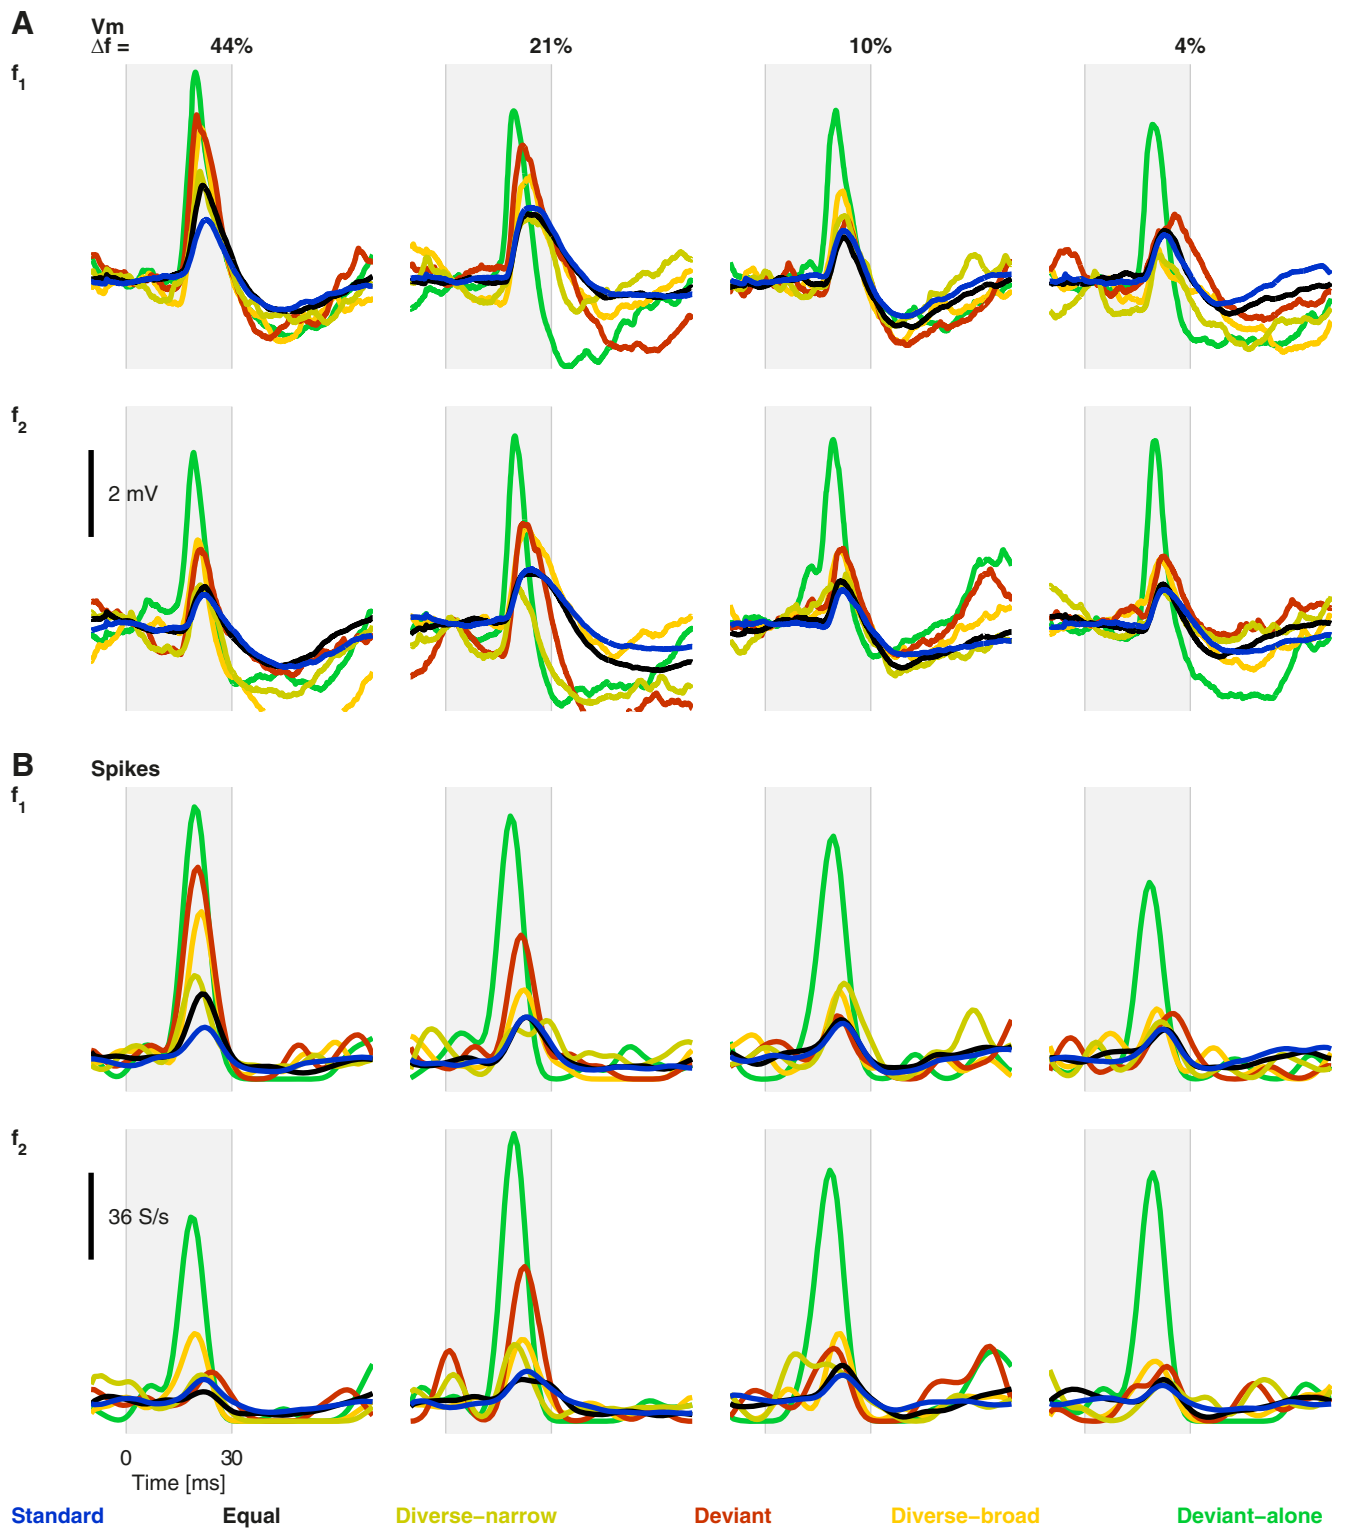 A
Vm
Δf = 44% 21% 10% 4%
f1
f2
2 mV
B
Spikes
f1
f2
36 S/s
0 30
Time [ms]
Standard Equal Diverse–narrow Deviant Diverse–broad Deviant–alone